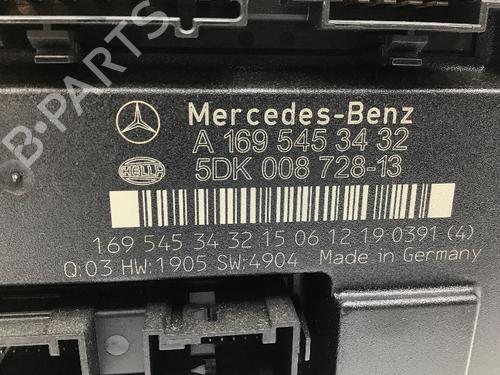 Mercedes-Benz
A 169 545 34 32
HELLA
5DK 008 728-13
169 545 34 32 15 06 12 19 0391 (4)
Q:03 HW:1905 SW:4904 Made in Germany
B-PARTS